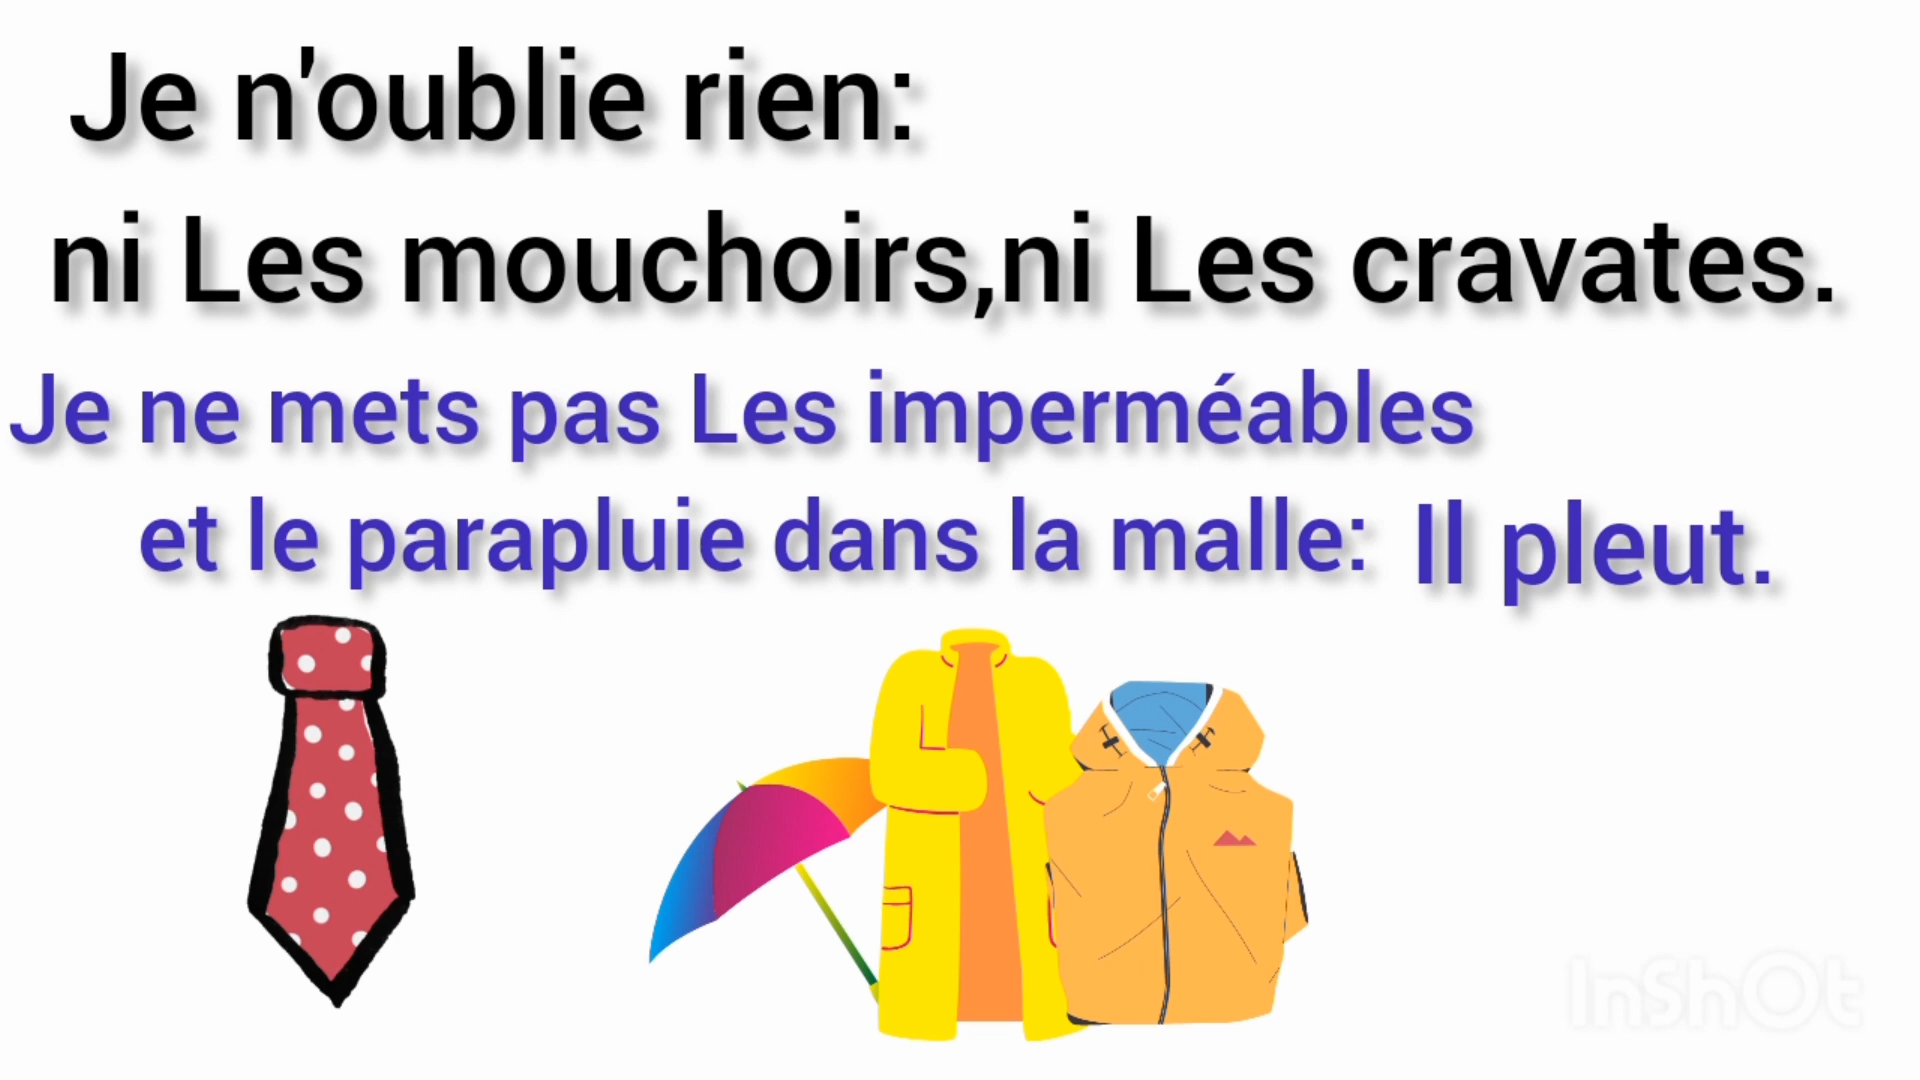 Je n'oublie rien:
ni Les mouchoirs,ni Les cravates.
Je ne mets pas Les imperméables
et le parapluie dans la malle: Il pleut.
InShOt